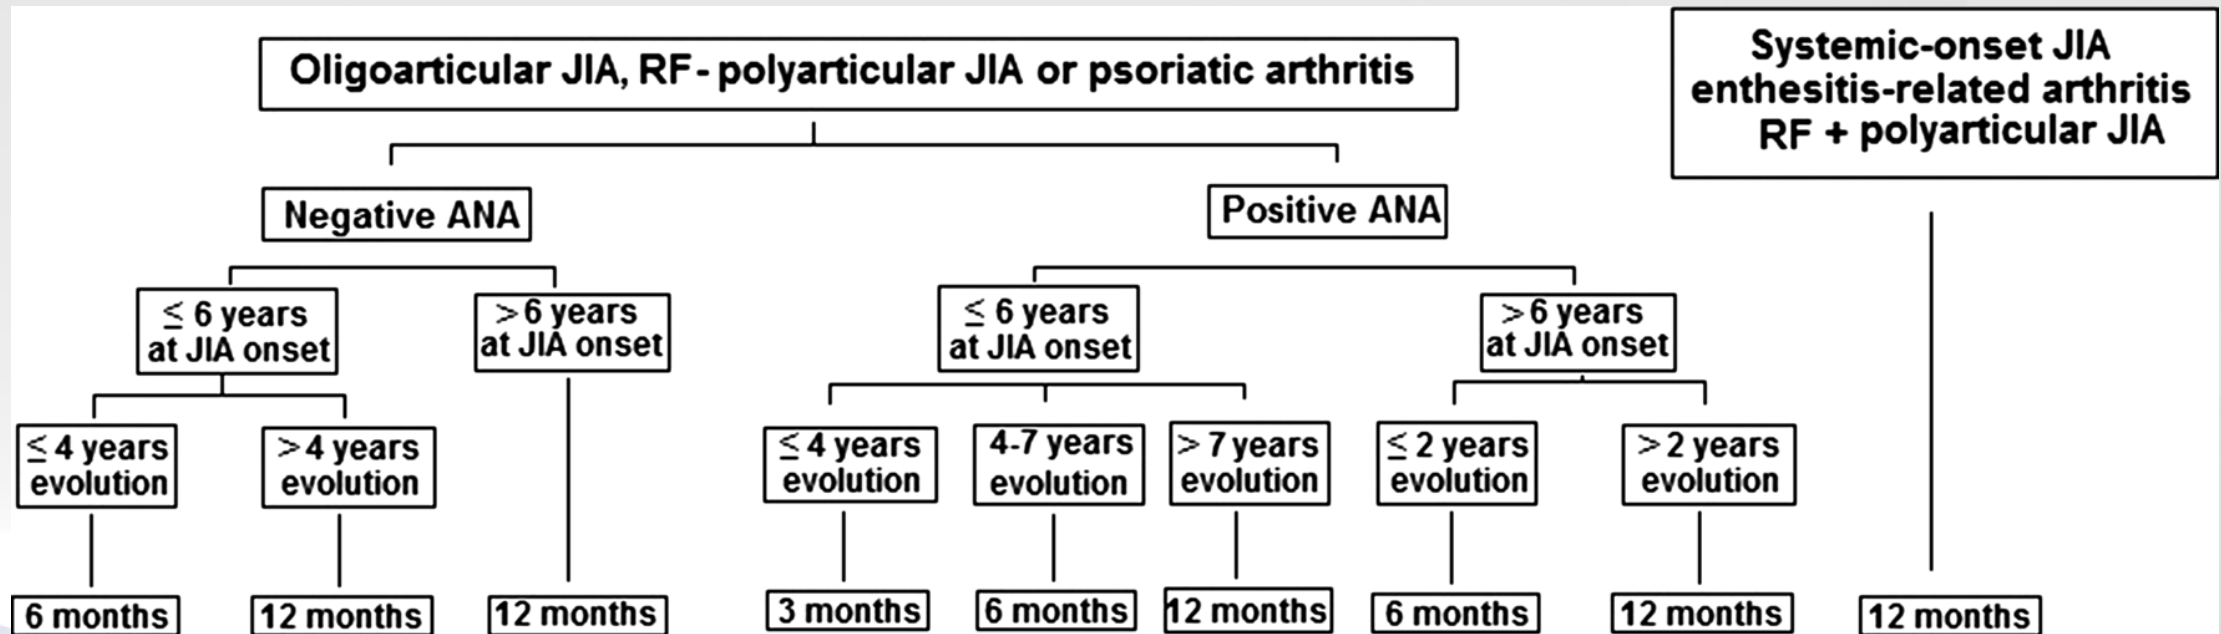 Oligoarticular JIA, RF- polyarticular JIA or psoriatic arthritis
Systemic-onset JIA
enthesitis-related arthritis
RF + polyarticular JIA
Negative ANA
Positive ANA
≤ 6 years
at JIA onset
>6 years
at JIA onset
≤ 6 years
at JIA onset
>6 years
at JIA onset
≤ 4 years
evolution
>4 years
evolution
≤ 4 years
evolution
4-7 years
evolution
> 7 years
evolution
≤ 2 years
evolution
> 2 years
evolution
6 months
12 months
12 months
3 months
6 months
12 months
6 months
12 months
12 months